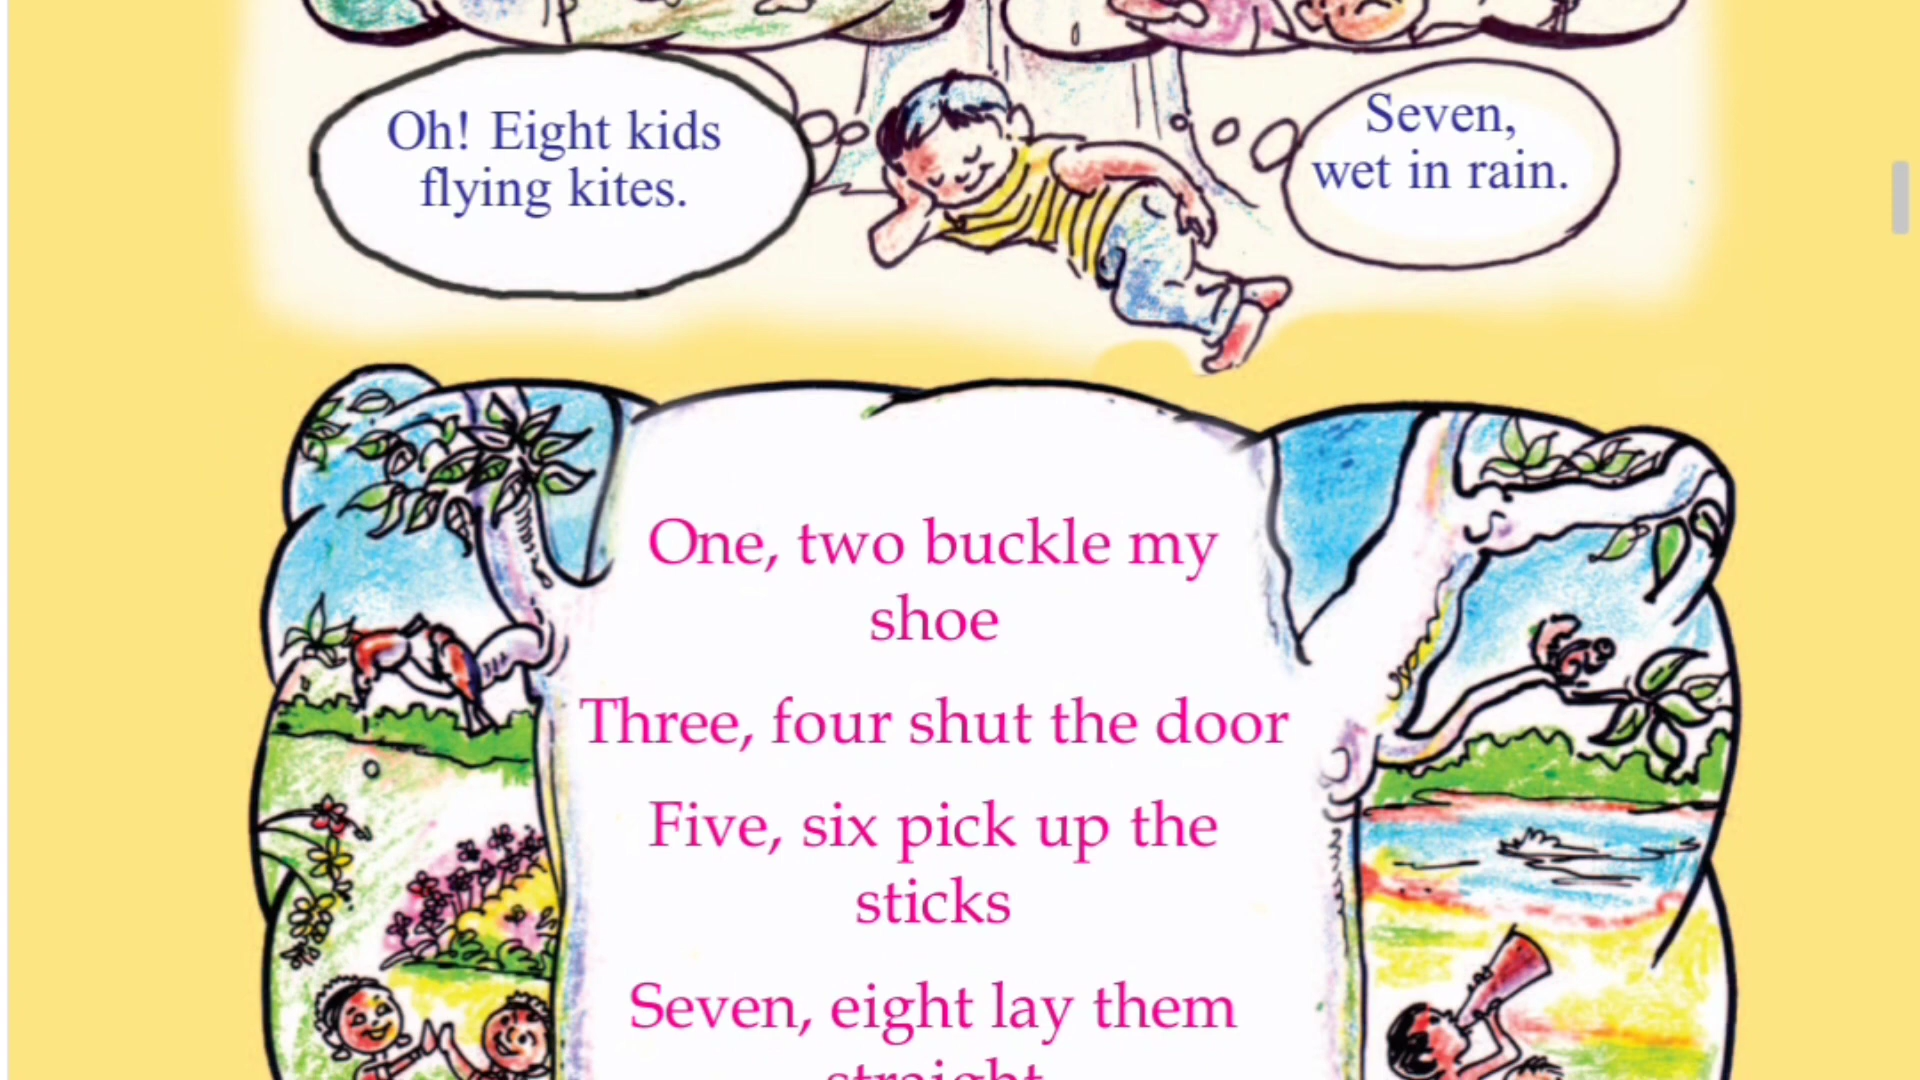 Oh! Eight kids
flying kites.
Seven,
wet in rain.
One, two buckle my
shoe
Three, four shut the door
Five, six pick up the
sticks
Seven, eight lay them
straight